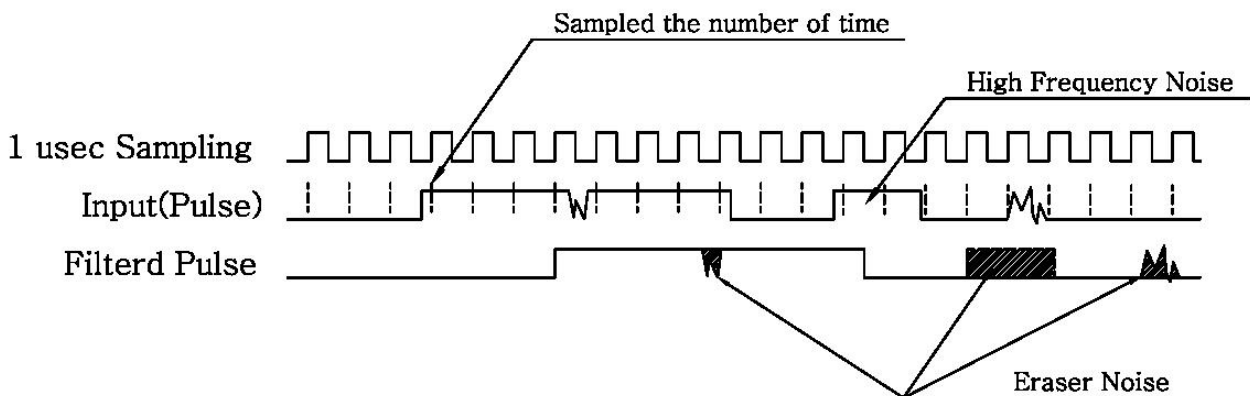 Sampled the number of time
High Frequency Noise
1 usec Sampling
Input(Pulse)
Filterd Pulse
Eraser Noise